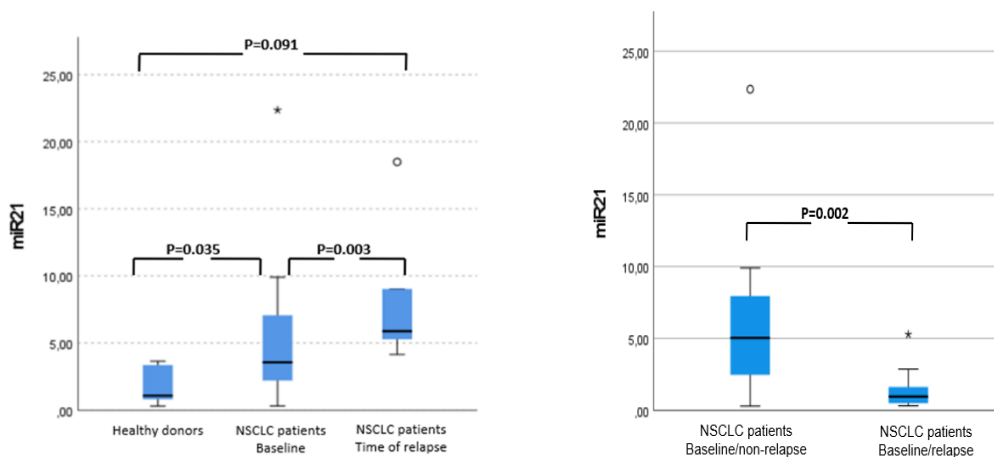 P=0.091
25,00
20,00
15,00
10,00
5,00
,00
miR21
P=0.035
P=0.003
*
Healthy donors
NSCLC patients
Baseline
NSCLC patients
Time of relapse
25,00
20,00
15,00
10,00
5,00
,00
miR21
P=0.002
*
NSCLC patients
Baseline/non-relapse
NSCLC patients
Baseline/relapse